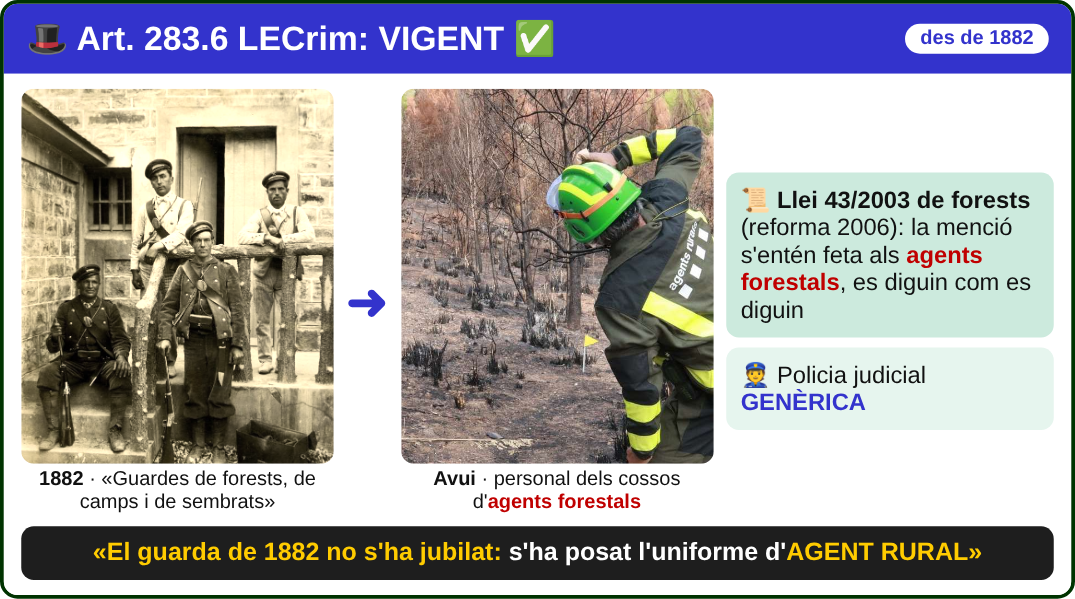 Art. 283.6 LECrim: VIGENT ✅
des de 1882
agents rurals
Llei 43/2003 de forests
(reforma 2006): la menció
s'entén feta als agents
forestals, es diguin com es
diguin
Policia judicial
GENÈRICA
1882 · «Guardes de forests, de
camps i de sembrats»
Avui · personal dels cossos
d'agents forestals
«El guarda de 1882 no s'ha jubilat: s'ha posat l'uniforme d'AGENT RURAL»